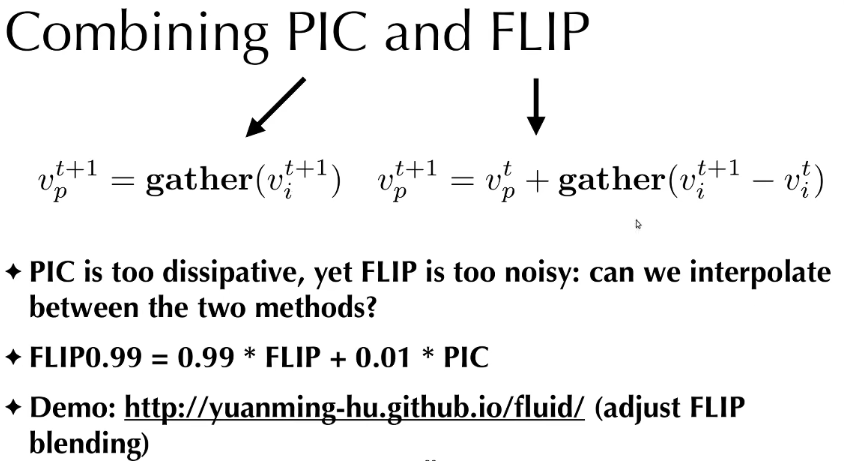 Combining PIC and FLIP
v_p^{t+1} = gather(v_i^{t+1})   v_p^{t+1} = v_p^t + gather(v_i^{t+1} − v_i^t)
✦ PIC is too dissipative, yet FLIP is too noisy: can we interpolate
between the two methods?
✦ FLIP0.99 = 0.99 * FLIP + 0.01 * PIC
✦ Demo: http://yuanming-hu.github.io/fluid/ (adjust FLIP
blending)